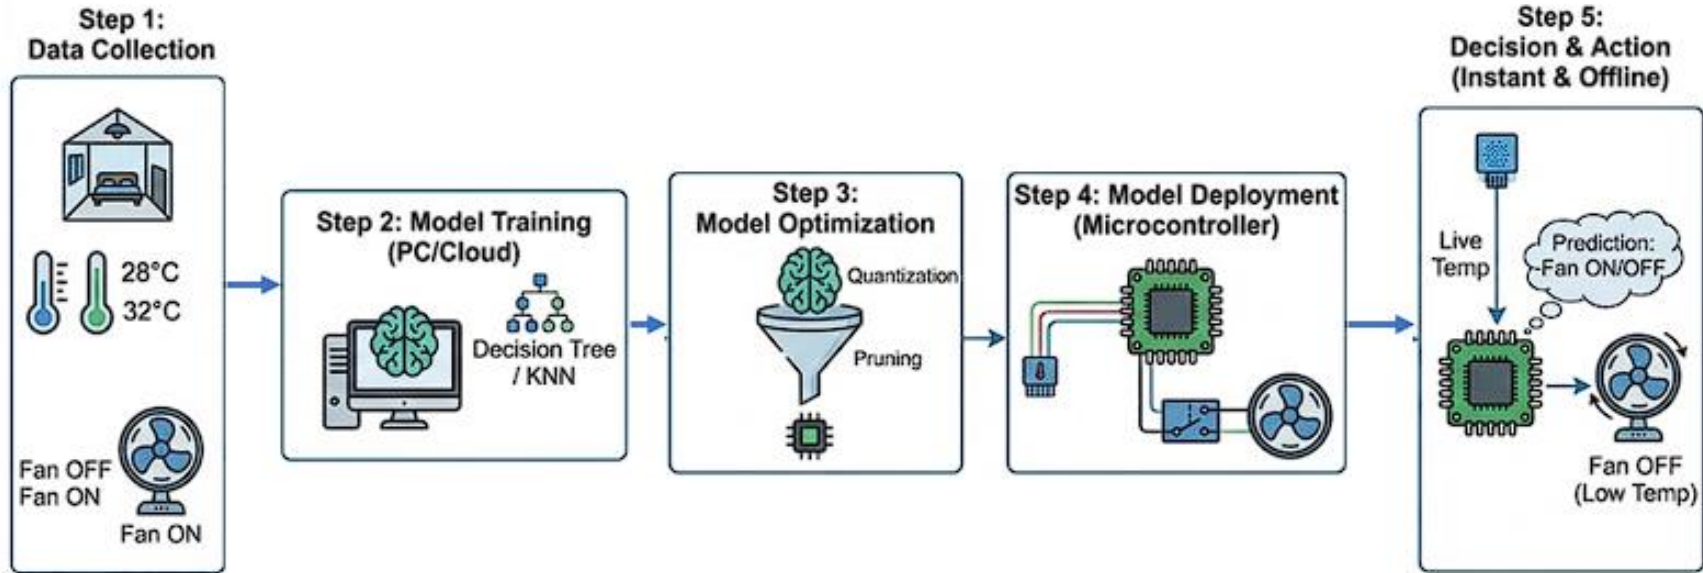 Step 1:
Data Collection
28°C
32°C
Fan OFF
Fan ON
Fan ON
Step 2: Model Training
(PC/Cloud)
Decision Tree
/ KNN
Step 3:
Model Optimization
Quantization
Pruning
Step 4: Model Deployment
(Microcontroller)
Step 5:
Decision & Action
(Instant & Offline)
Live
Temp
Prediction:
-Fan ON/OFF
Fan OFF
(Low Temp)